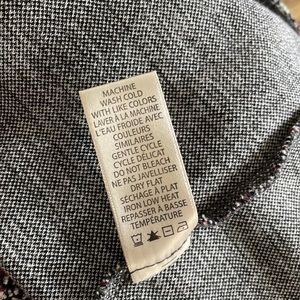 MACHINE
WASH COLD
WITH LIKE COLORS
LAVER À LA MACHINE
L'EAU FROIDE AVEC
COULEURS
SIMILAIRES
GENTLE CYCLE
CYCLE DÉLICAT
DO NOT BLEACH
NE PAS JAVELLISER
DRY FLAT
SECHAGE À PLAT
IRON LOW HEAT
REPASSER À BASSE
TEMPÉRATURE